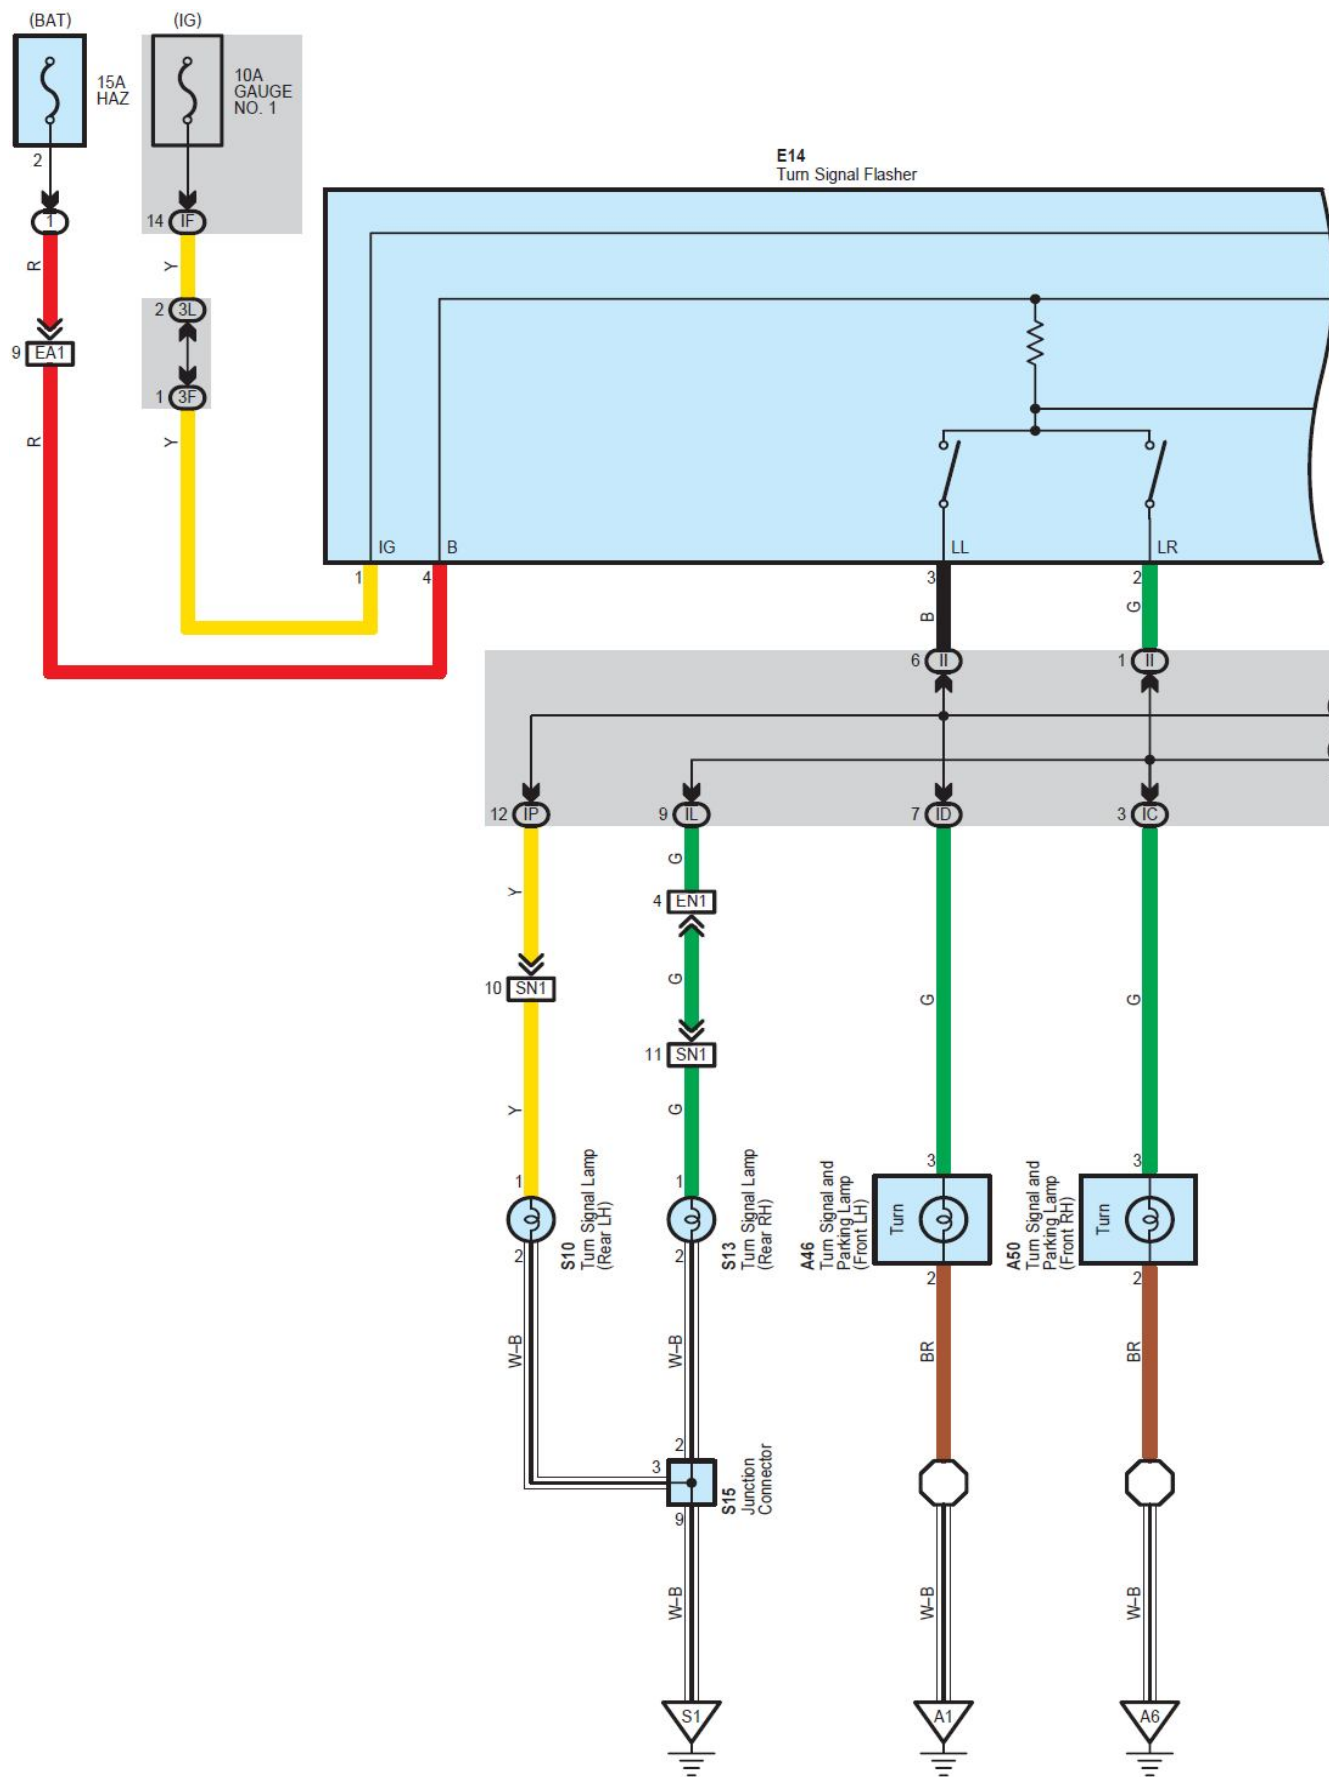 (BAT)
(IG)
15A
HAZ
10A
GAUGE
NO. 1
2
1
14
IF
R
Y
2
3L
9
EA1
1
3F
R
Y
E14
Turn Signal Flasher
IG
B
LL
LR
1
4
3
2
B
G
6
II
1
II
12
IP
9
IL
7
ID
3
IC
Y
G
4
EN1
10
SN1
G
G
G
11
SN1
Y
G
1
S10
Turn Signal Lamp
(Rear LH)
2
1
S13
Turn Signal Lamp
(Rear RH)
2
3
A46
Turn Signal and
Parking Lamp
(Front LH)
Turn
2
3
A50
Turn Signal and
Parking Lamp
(Front RH)
Turn
2
W–B
W–B
BR
BR
2
3
9
S15
Junction
Connector
W–B
W–B
W–B
S1
A1
A6